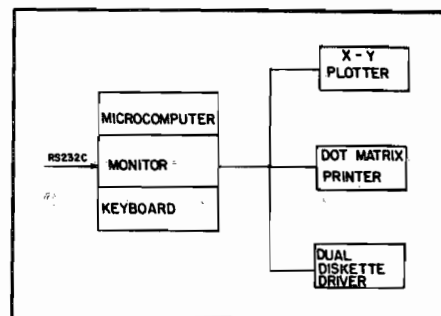 X-Y
PLOTTER
MICROCOMPUTER
RS232C
MONITOR
DOT MATRIX
PRINTER
KEYBOARD
DUAL
DISKETTE
DRIVER